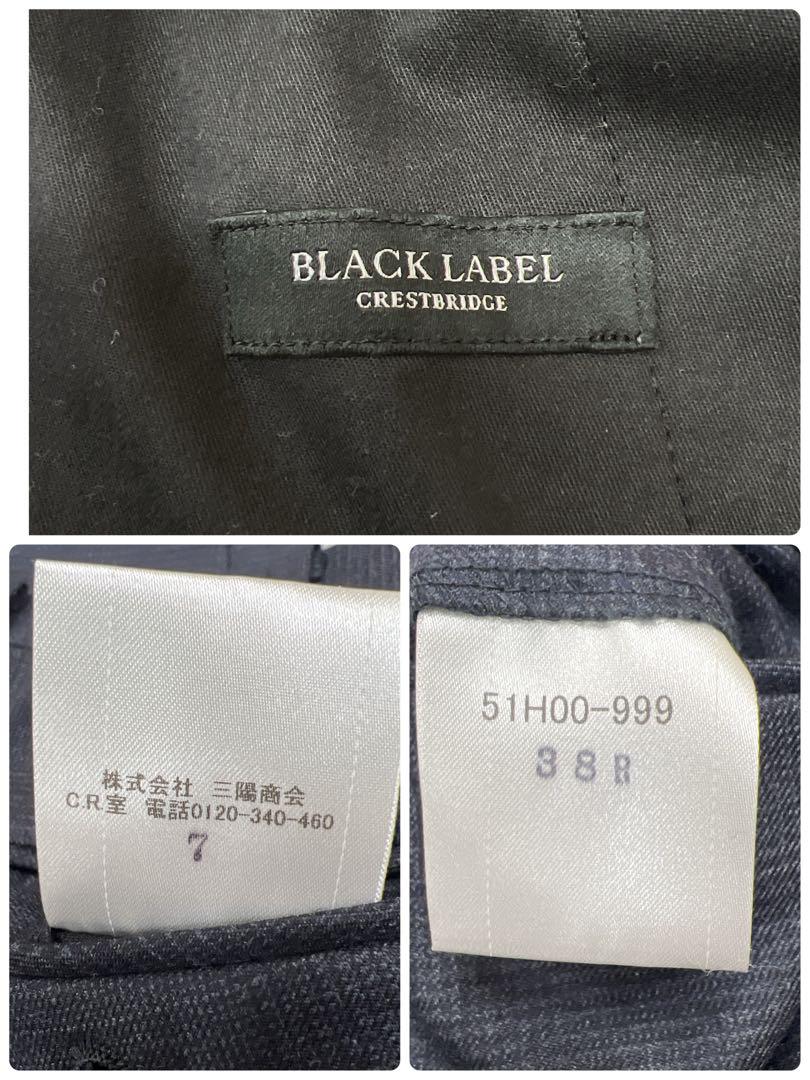 BLACK LABEL
CRESTBRIDGE
株式会社 三陽商会
C.R.室 電話0120-340-460
7
51H00-999
38R